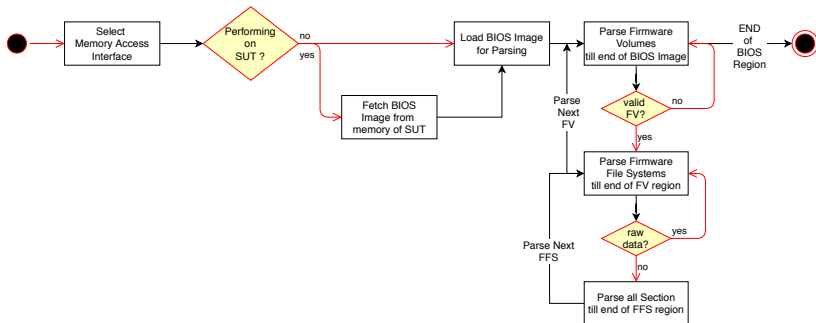 Select
Memory Access
Interface
Performing
on
SUT ?
no
yes
Fetch BIOS
Image from
memory of SUT
Load BIOS Image
for Parsing
Parse
Next
FV
Parse Firmware
Volumes
till end of BIOS Image
END
of
BIOS
Region
valid
FV?
no
yes
Parse Firmware
File Systems
till end of FV region
raw
data?
yes
no
Parse Next
FFS
Parse all Section
till end of FFS region